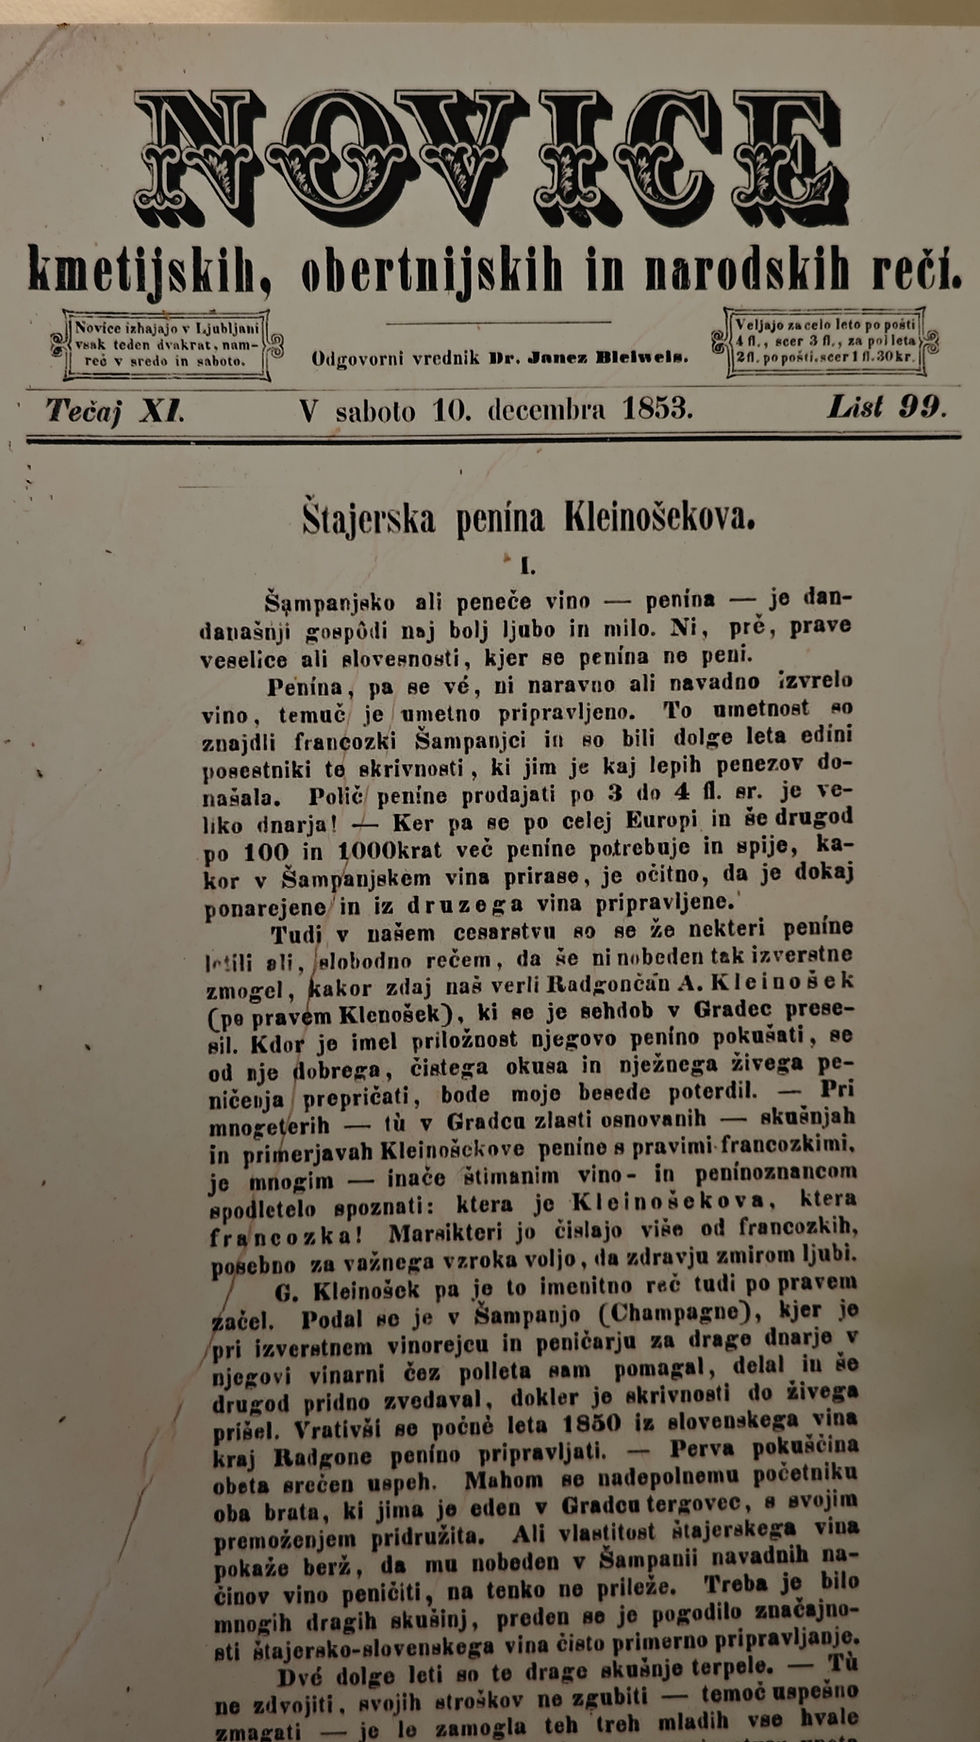 NOVICE
kmetijskih, obertnijskih in narodskih reči.
Novice izhajajo v Ljubljani
vsak teden dvakrat, nam-
reč v sredo in saboto.
Odgovorni vrednik Dr. Janez Bleiweis.
Veljajo za celo leto po pošti
4 fl., scer 3 fl., za pol leta
2 fl. po pošti, scer 1 fl. 30 kr.
Tečaj XI.
V saboto 10. decembra 1853.
List 99.
Štajerska penína Kleinošekova.
I.
Šampanjsko ali peneče vino — penína — je dan-
današnji gospôdi naj bolj ljubo in milo. Ni, prê, prave
veselice ali slovesnosti, kjer se penína ne peni.
Penína, pa se vé, ni naravno ali navadno izvrelo
vino, temuč je umetno pripravljeno. To umetnost so
znajdli francozki Šampanjci in so bili dolge leta edíni
posestniki te skrivnosti, ki jim je kaj lepih penezov do-
našala. Polič penine prodajati po 3 do 4 fl. sr. je ve-
liko dnarja! — Ker pa se po celej Europi in še drugod
po 100 in 1000krat več penine potrebuje in spije, ka-
kor v Šampanjskem vina prirase, je očitno, da je dokaj
ponarejene in iz druzega vina pripravljene.
Tudi v našem cesarstvu so se že nekteri peníne
lotili ali, slobodno rečem, da še ni nobeden tak izverstne
zmogel, kakor zdaj naš verli Radgončán A. Kleinošek
(po pravem Klenošek), ki se je sehdob v Gradec prese-
sil. Kdor je imel priložnost njegovo penino pokušati, se
od nje dobrega, čistega okusa in nježnega živega pe-
ničenja prepričati, bode moje besede poterdil. — Pri
mnogeterih — tù v Gradcu zlasti osnovanih — skušnjah
in primerjavah Kleinošekove penine s pravimi francozkimi,
je mnogim — inače štimanim vino- in penínoznancom
spodletelo spoznati: ktera je Kleinošekova, ktera
francozka! Marsikteri jo čislajo više od francozkih,
posebno za važnega vzroka voljo, da zdravju zmirom ljubi.
G. Kleinošek pa je to imenitno reč tudi po pravem
začel. Podal se je v Šampanjo (Champagne), kjer je
pri izverstnem vinorejcu in peničarju za drage dnarje v
njegovi vinarni čez polleta sam pomagal, delal in še
drugod pridno zvedaval, dokler je skrivnosti do živega
prišel. Vrativši se počnè leta 1850 iz slovenskega vina
kraj Radgone penino pripravljati. — Perva pokuščina
obeta srečen uspeh. Mahom se nadepolnemu početniku
oba brata, ki jima je eden v Gradcu tergovec, s svojim
premoženjem pridružita. Ali vlastitost štajerskega vina
pokaže berž, da mu nobeden v Šampanii navadnih na-
činov vino peničiti, na tenko ne prileže. Treba je bilo
mnogih dragih skušinj, preden se je pogodilo značajno-
sti štajersko-slovenskega vina čisto primerno pripravljanje.
Dvé dolge leti so te drage skušnje terpele. — Tù
ne zdvojiti, svojih stroškov ne zgubiti — temoč uspešno
zmagati — je le zamogla teh treh mladih vse hvale